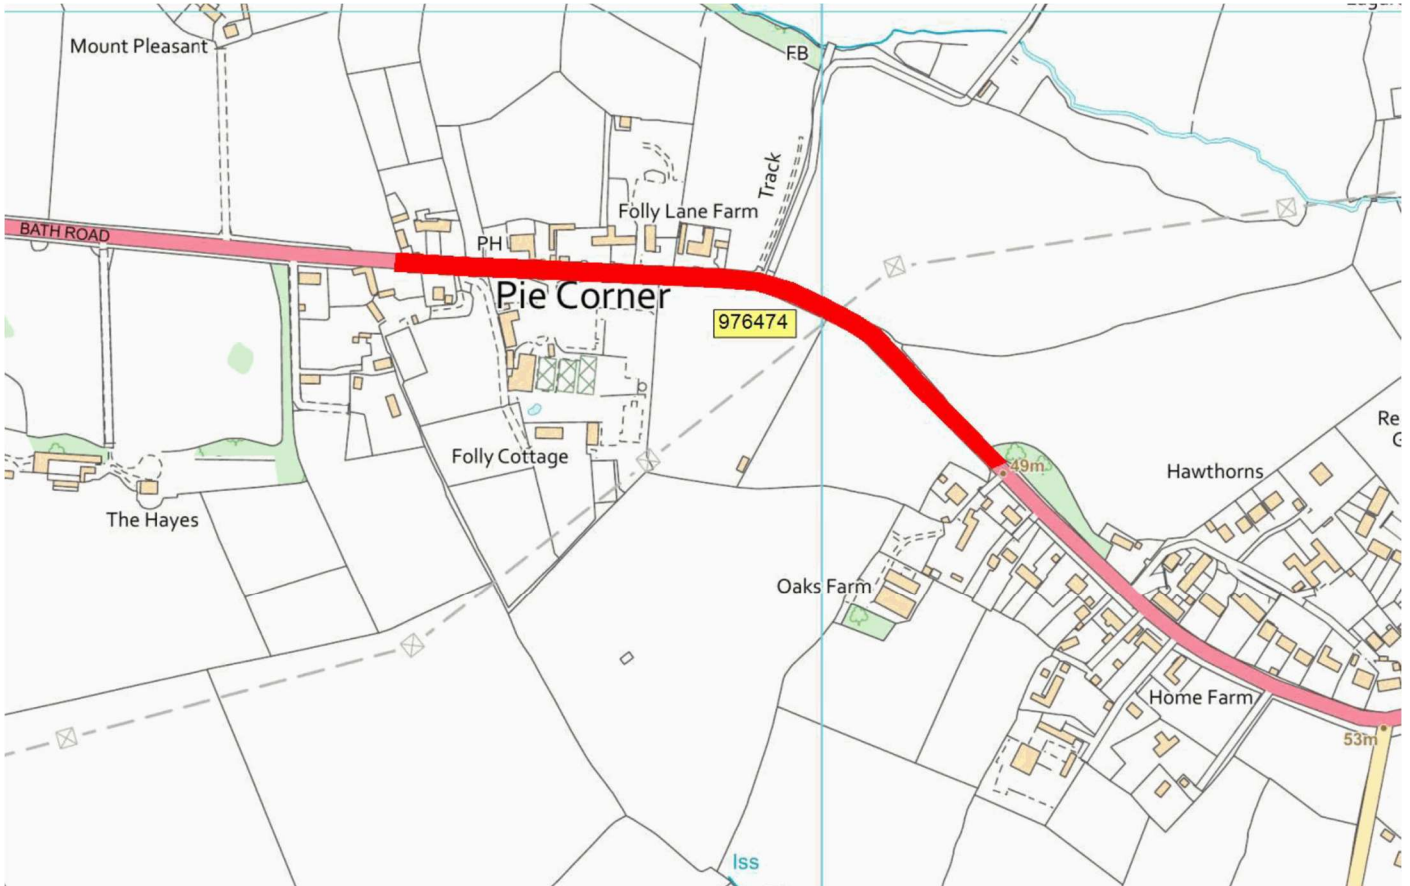 Mount Pleasant
FB
Track
Folly Lane Farm
BATH ROAD
PH
Pie Corner
976474
Folly Cottage
49m
Hawthorns
The Hayes
Oaks Farm
Home Farm
53m
Iss